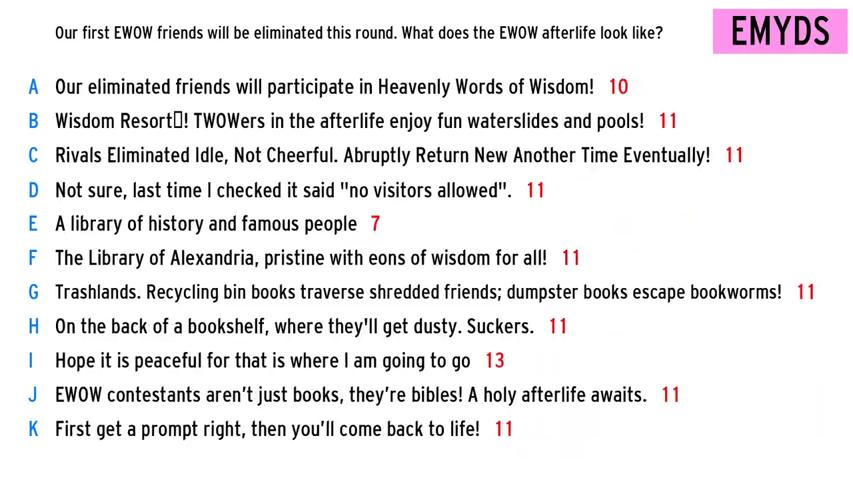 Our first EWOW friends will be eliminated this round. What does the EWOW afterlife look like?
EMYDS
A Our eliminated friends will participate in Heavenly Words of Wisdom! 10
B Wisdom Resort▯! TWOWers in the afterlife enjoy fun waterslides and pools! 11
C Rivals Eliminated Idle, Not Cheerful. Abruptly Return New Another Time Eventually! 11
D Not sure, last time I checked it said "no visitors allowed". 11
E A library of history and famous people 7
F The Library of Alexandria, pristine with eons of wisdom for all! 11
G Trashlands. Recycling bin books traverse shredded friends; dumpster books escape bookworms! 11
H On the back of a bookshelf, where they'll get dusty. Suckers. 11
I Hope it is peaceful for that is where I am going to go 13
J EWOW contestants aren’t just books, they’re bibles! A holy afterlife awaits. 11
K First get a prompt right, then you’ll come back to life! 11